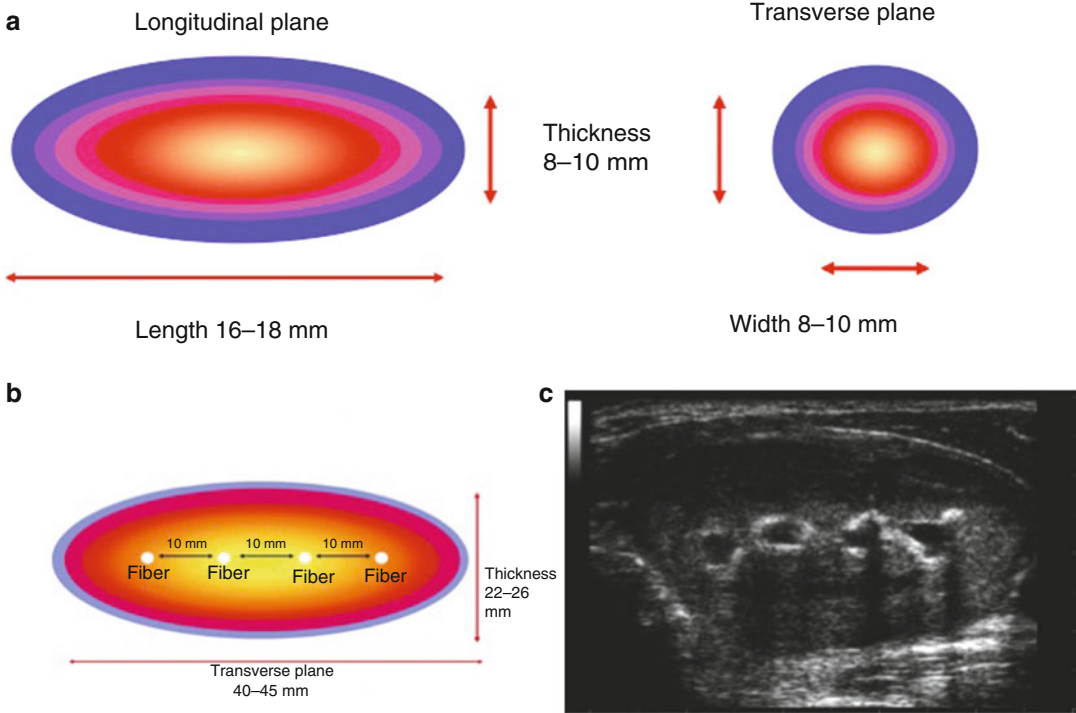 a
Longitudinal plane
Transverse plane
Thickness
8–10 mm
Length 16–18 mm
Width 8–10 mm
b
10 mm
10 mm
10 mm
Fiber
Fiber
Fiber
Fiber
Thickness
22–26
mm
Transverse plane
40–45 mm
c